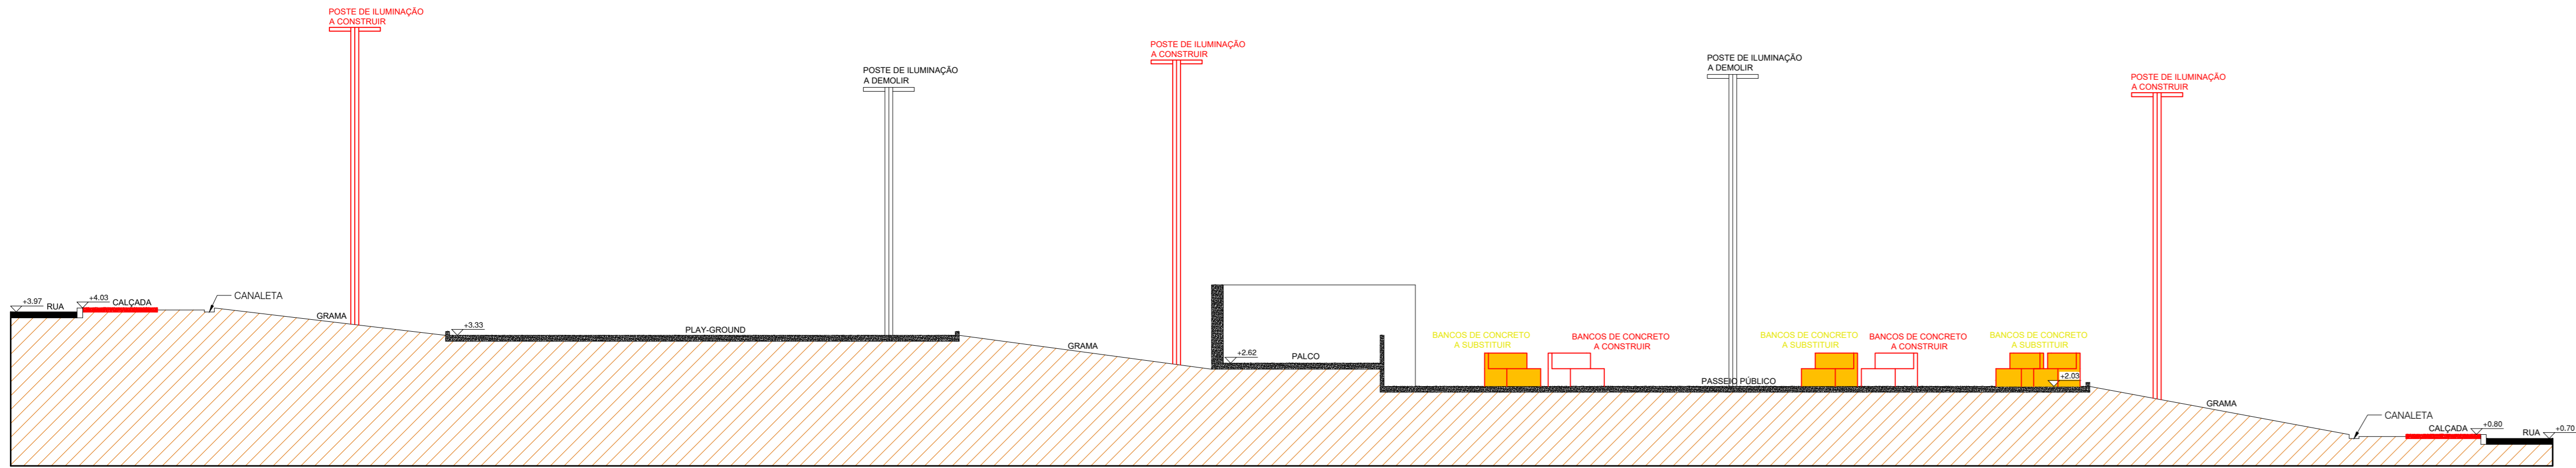 POSTE DE ILUMINAÇÃO
A CONSTRUIR
POSTE DE ILUMINAÇÃO
A DEMOLIR
POSTE DE ILUMINAÇÃO
A CONSTRUIR
POSTE DE ILUMINAÇÃO
A DEMOLIR
POSTE DE ILUMINAÇÃO
A CONSTRUIR
+3.97
RUA
+4.03
CALÇADA
CANALETA
GRAMA
+3.33
PLAY-GROUND
GRAMA
+2.62
PALCO
BANCOS DE CONCRETO
A SUBSTITUIR
BANCOS DE CONCRETO
A CONSTRUIR
PASSEIO PÚBLICO
BANCOS DE CONCRETO
A SUBSTITUIR
BANCOS DE CONCRETO
A CONSTRUIR
BANCOS DE CONCRETO
A SUBSTITUIR
+2.03
GRAMA
CANALETA
CALÇADA
+0.80
RUA
+0.70